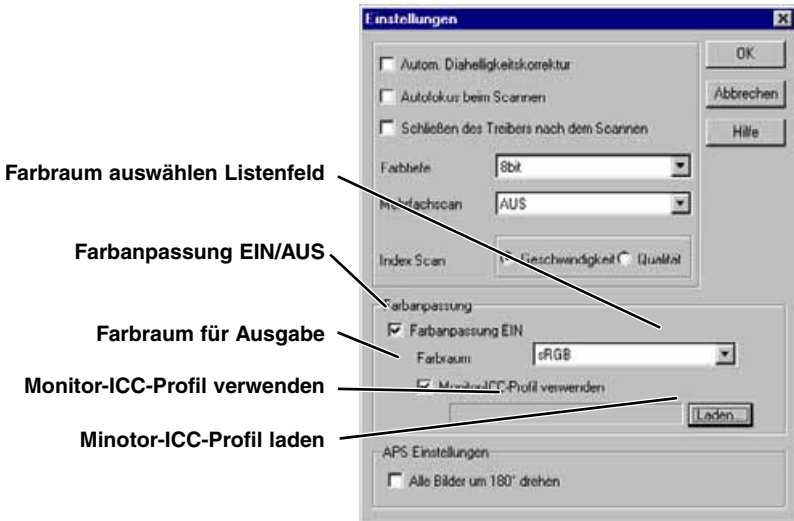 Einstellungen
OK
Autom. Diahelligkeitskorrektur
Autofokus beim Scannen
Abbrechen
Schließen des Treibers nach dem Scannen
Hilfe
Farbraum auswählen Listenfeld
Farbtiefe 8bit
Mehrfachscan AUS
Farbanpassung EIN/AUS
Index Scan Geschwindigkeit Qualität
Farbanpassung
Farbraum für Ausgabe
Farbanpassung EIN
Farbraum sRGB
Monitor-ICC-Profil verwenden
Monitor-ICC-Profil verwenden
Minotor-ICC-Profil laden
Laden...
APS Einstellungen
Alle Bilder um 180° drehen